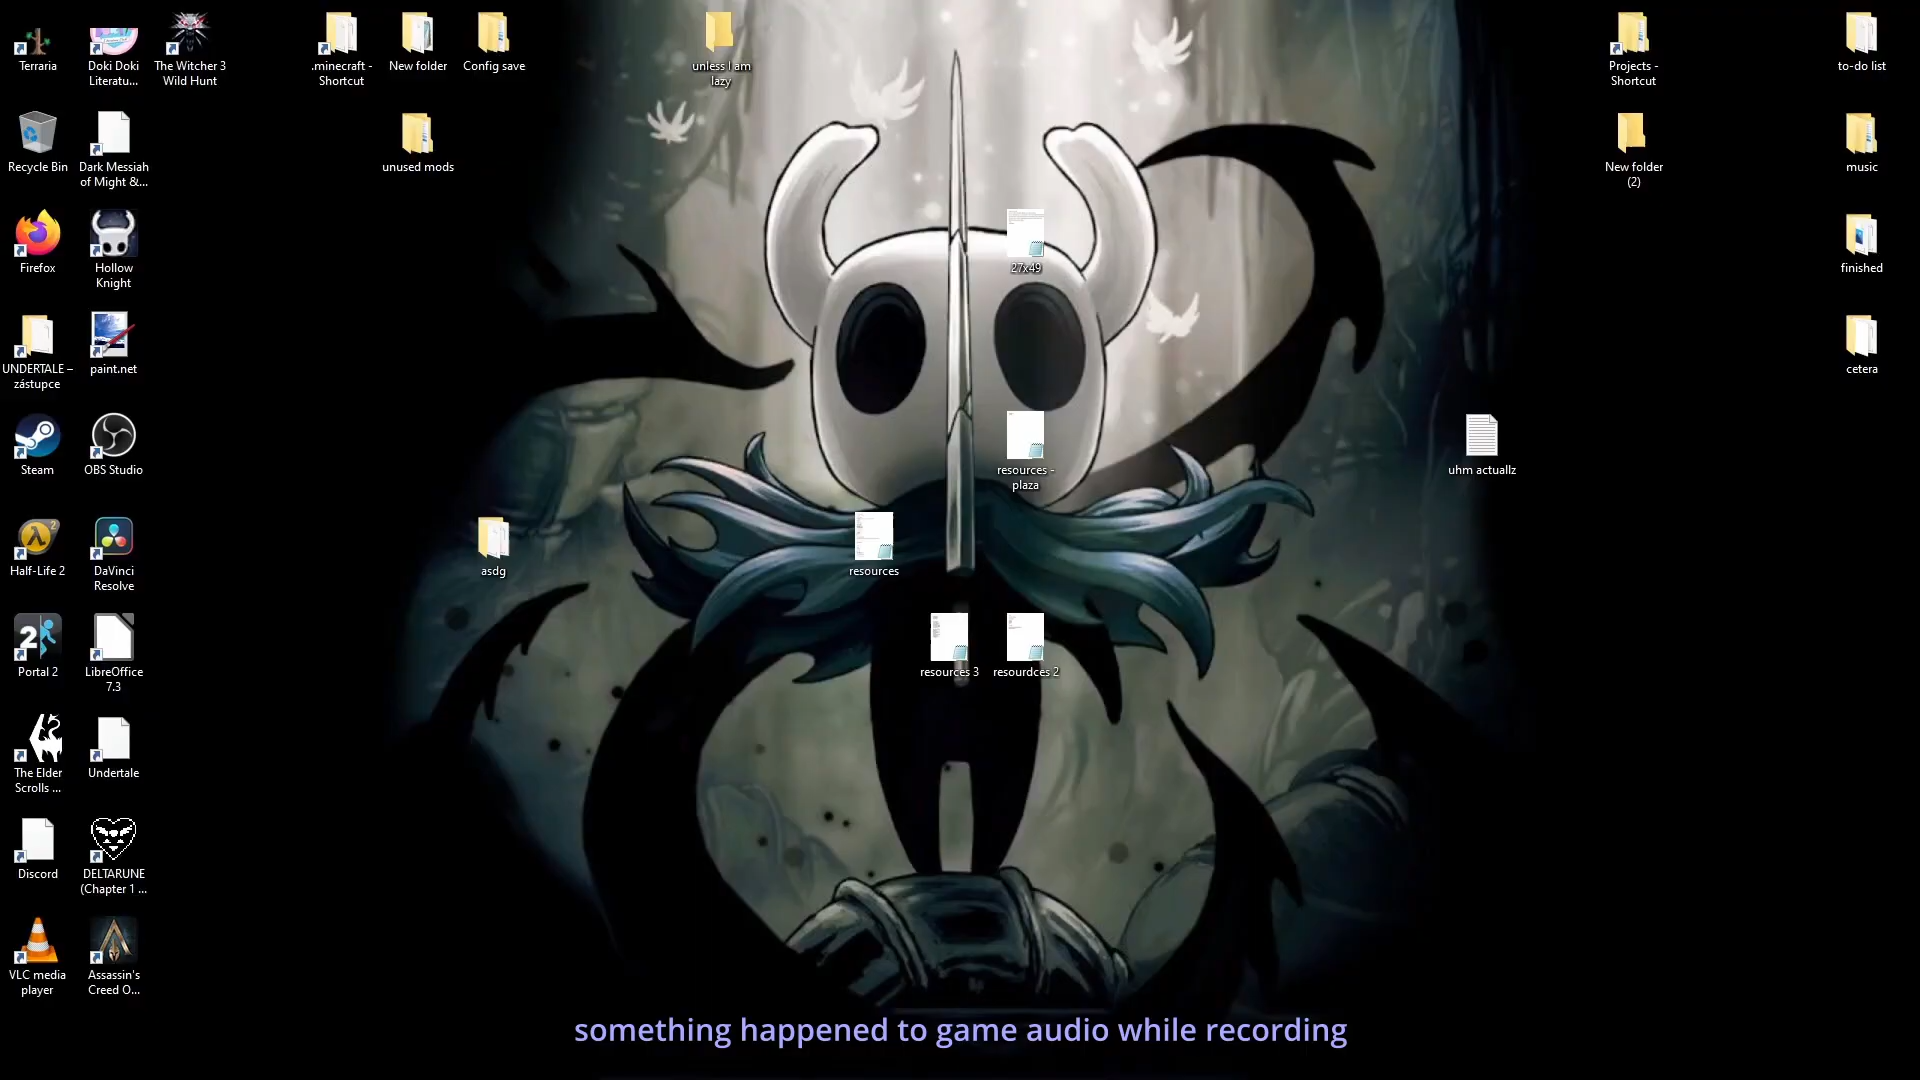 Terraria
Doki Doki
Literatu...
The Witcher 3
Wild Hunt
.minecraft -
Shortcut
New folder
Config save
unless I am
lazy
Projects -
Shortcut
to-do list
Recycle Bin
Dark Messiah
of Might &...
unused mods
New folder
(2)
music
Firefox
Hollow
Knight
27x49
finished
UNDERTALE –
zástupce
paint.net
cetera
Steam
OBS Studio
resources -
plaza
uhm actuallz
Half-Life 2
DaVinci
Resolve
asdg
resources
Portal 2
LibreOffice
7.3
resources 3
resourdces 2
The Elder
Scrolls ...
Undertale
Discord
DELTARUNE
(Chapter 1 ...
VLC media
player
Assassin's
Creed O...
something happened to game audio while recording